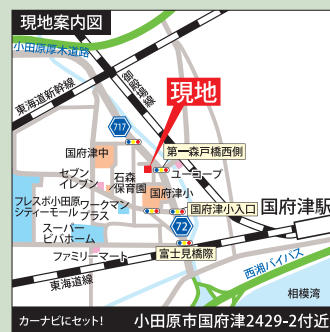 現地案内図
小田原厚木道路
東海道新幹線
御殿場線
現地
717
国府津中
第一森戸橋西側
セブン
イレブン
石森
保育園
ユーコープ
国府津小
フレスポ小田原
シティーモール
ワークマン
プラス
国府津小入口
72
国府津駅
スーパー
ビバホーム
ファミリーマート
富士見橋際
東海道線
西湘バイパス
相模湾
カーナビにセット!
小田原市国府津2429-2付近